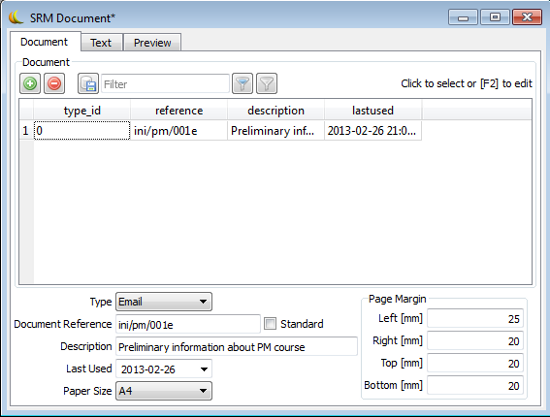 SRM Document*
Document Text Preview
Document
Filter Click to select or [F2] to edit
type_id reference description lastused
1 0 ini/pm/001e Preliminary inf... 2013-02-26 21:0...
Type Email
Document Reference ini/pm/001e Standard
Description Preliminary information about PM course
Last Used 2013-02-26
Paper Size A4
Page Margin
Left [mm] 25
Right [mm] 20
Top [mm] 20
Bottom [mm] 20